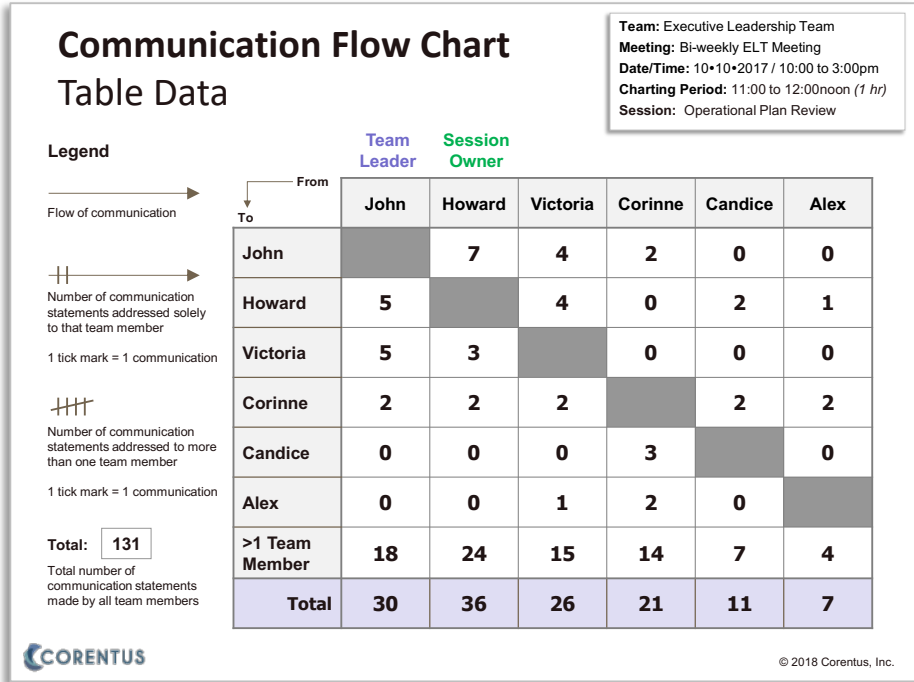 Communication Flow Chart
Table Data
Team: Executive Leadership Team
Meeting: Bi-weekly ELT Meeting
Date/Time: 10•10•2017 / 10:00 to 3:00pm
Charting Period: 11:00 to 12:00noon (1 hr)
Session: Operational Plan Review
Legend
Flow of communication
Number of communication
statements addressed solely
to that team member
1 tick mark = 1 communication
Number of communication
statements addressed to more
than one team member
1 tick mark = 1 communication
Total: 131
Total number of
communication statements
made by all team members
Team Session
Leader Owner
From
To
John Howard Victoria Corinne Candice Alex
John 7 4 2 0 0
Howard 5 4 0 2 1
Victoria 5 3 0 0 0
Corinne 2 2 2 2 2
Candice 0 0 0 3 0
Alex 0 0 1 2 0
>1 Team
Member 18 24 15 14 7 4
Total 30 36 26 21 11 7
CORENTUS
© 2018 Corentus, Inc.